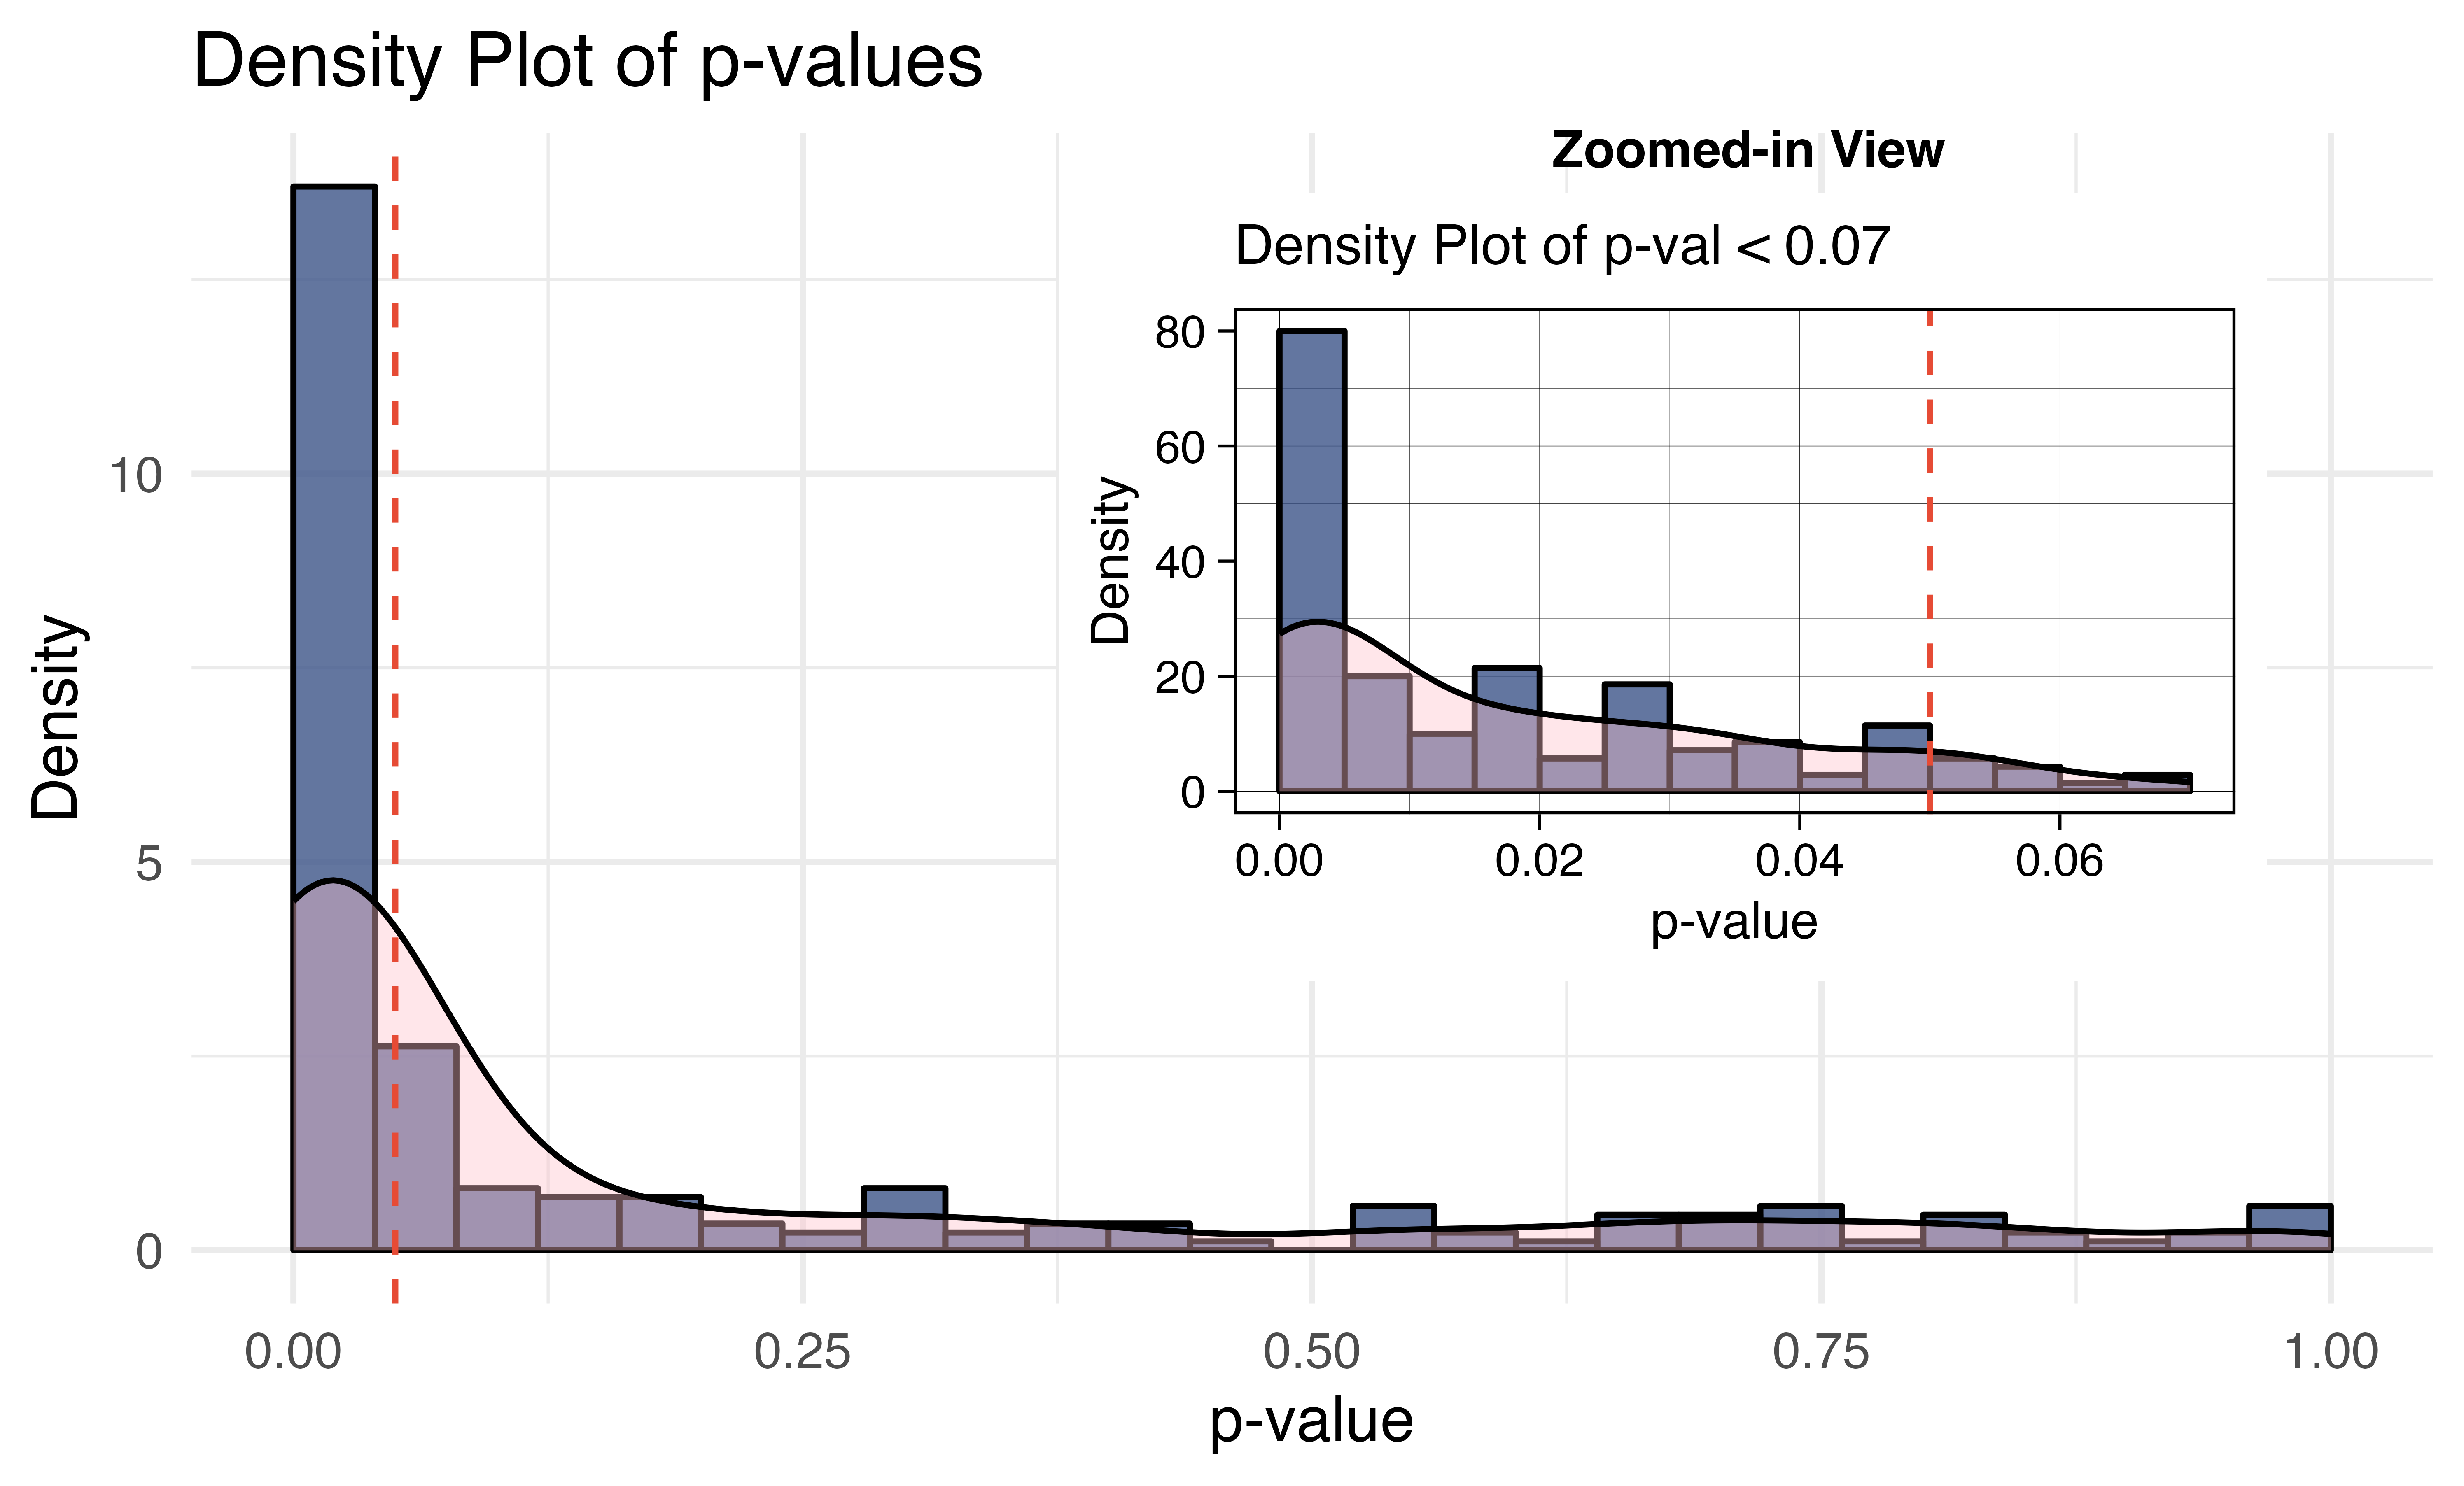 Density Plot of p-values
Zoomed-in View
Density Plot of p-val < 0.07
80
60
40
20
0
Density
0.00 0.02 0.04 0.06
p-value
10
5
0
Density
0.00 0.25 0.50 0.75 1.00
p-value